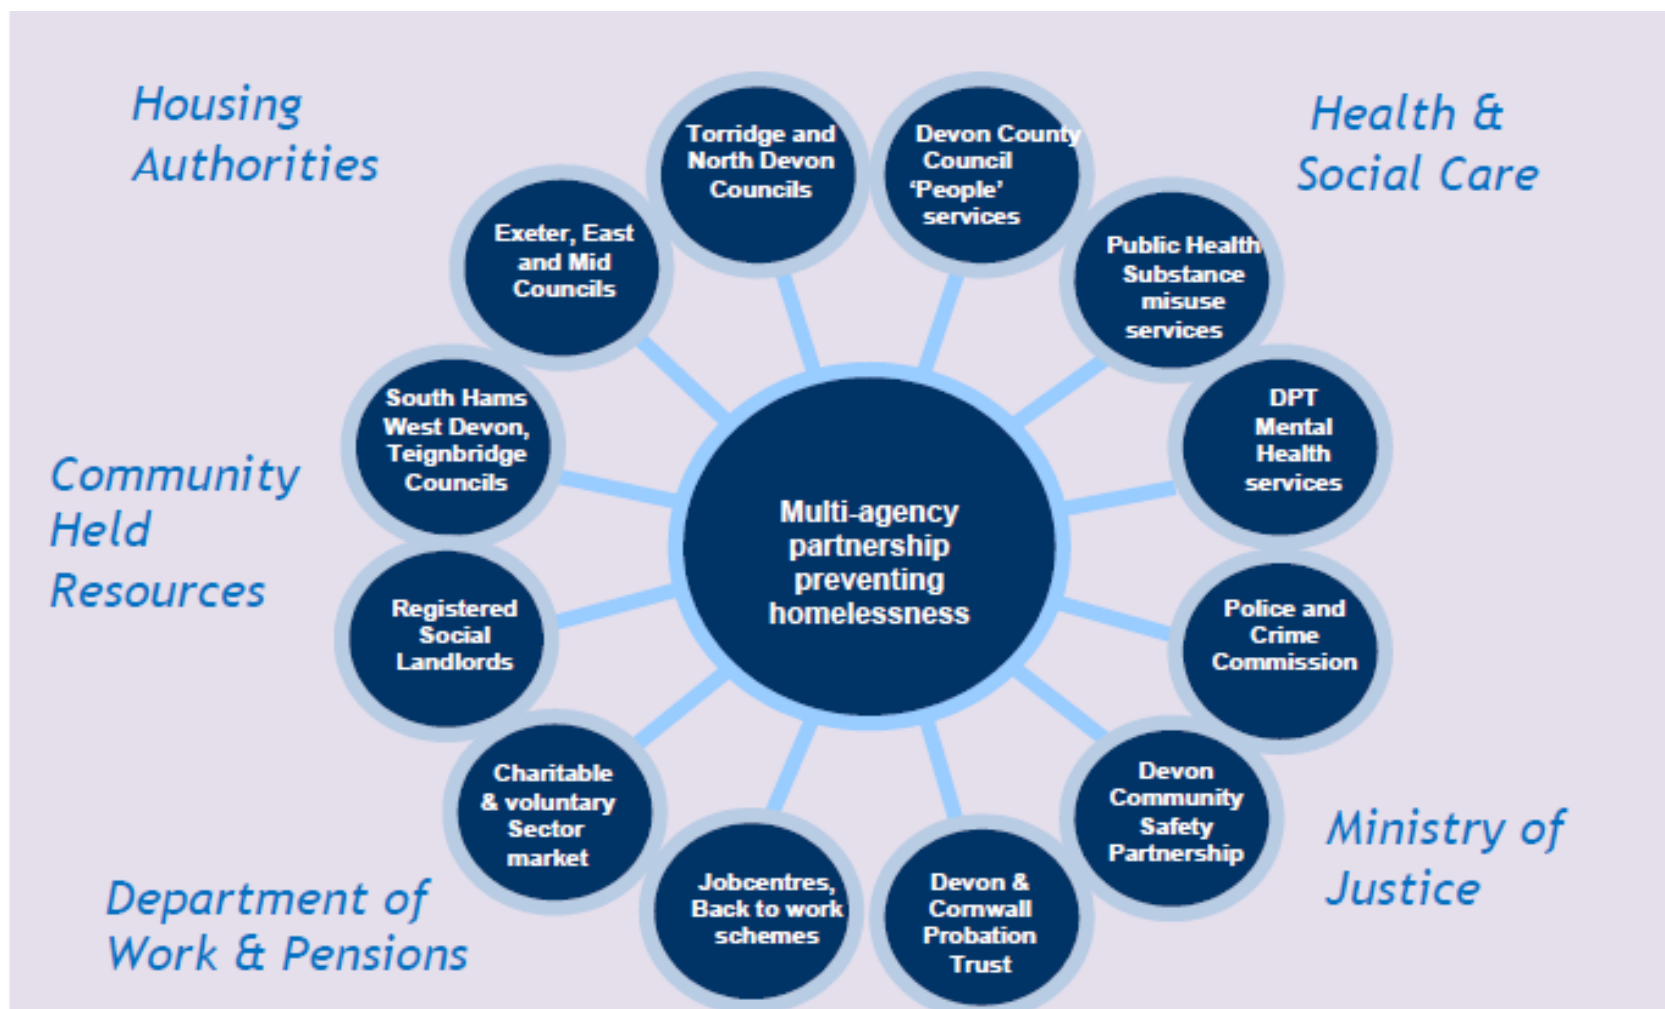 Housing
Authorities
Health &
Social Care
Torridge and
North Devon
Councils
Devon County
Council
‘People’
services
Exeter, East
and Mid
Councils
Public Health
Substance
misuse
services
South Hams
West Devon,
Teignbridge
Councils
DPT
Mental
Health
services
Community
Held
Resources
Multi-agency
partnership
preventing
homelessness
Registered
Social
Landlords
Police and
Crime
Commission
Charitable
& voluntary
Sector
market
Devon
Community
Safety
Partnership
Ministry of
Justice
Department of
Work & Pensions
Jobcentres,
Back to work
schemes
Devon &
Cornwall
Probation
Trust